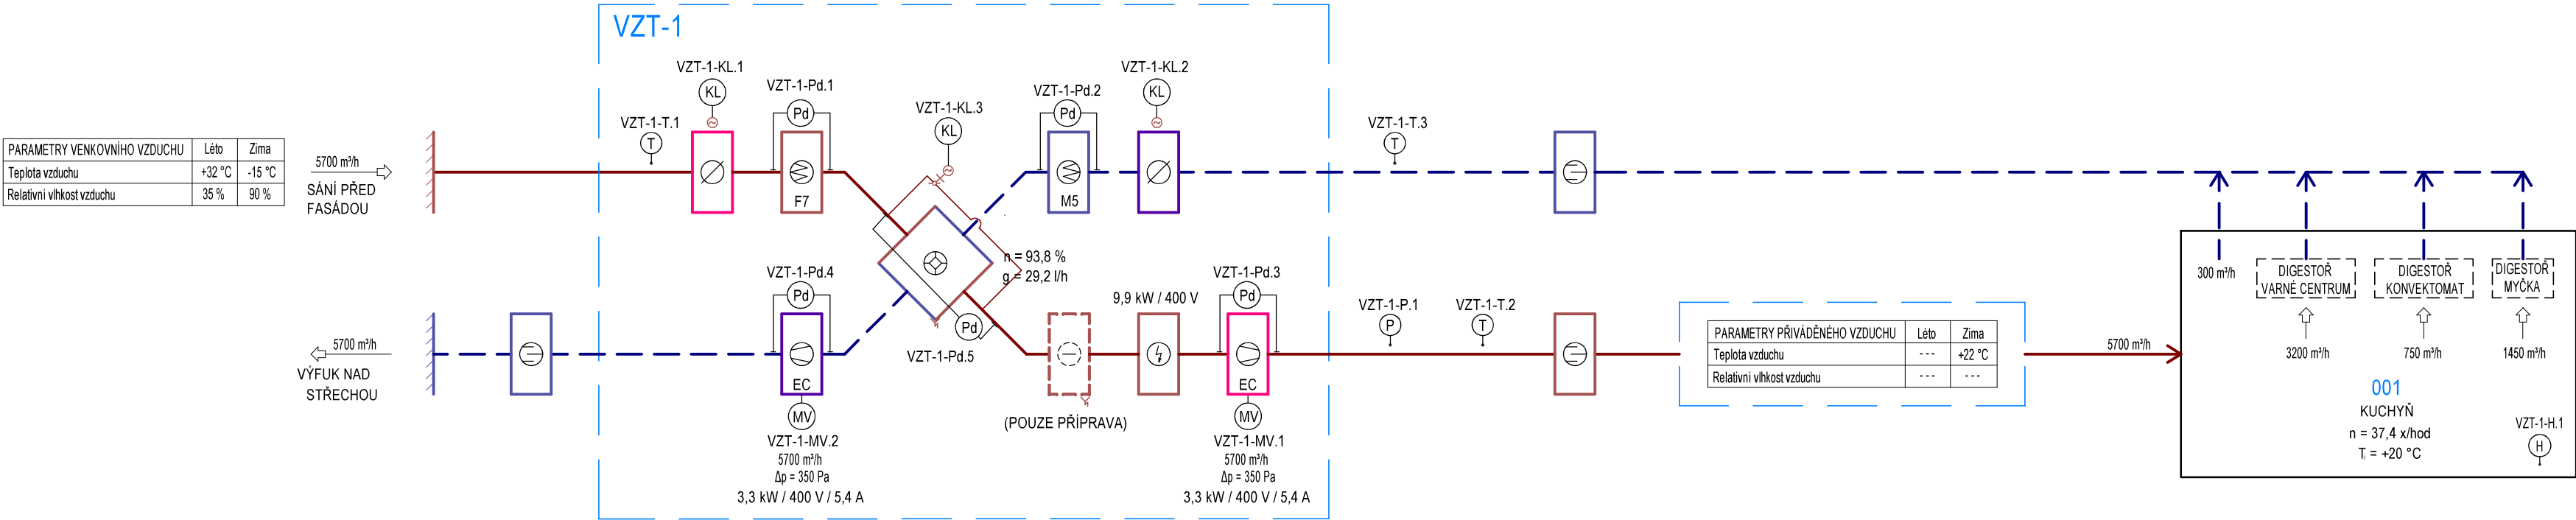 VZT-1
VZT-1-KL.1
KL
VZT-1-Pd.1
Pd
VZT-1-KL.3
KL
VZT-1-Pd.2
Pd
VZT-1-KL.2
KL
VZT-1-T.1
T
VZT-1-T.3
T
PARAMETRY VENKOVNÍHO VZDUCHU Léto Zima
Teplota vzduchu +32 °C -15 °C
Relativní vlhkost vzduchu 35 % 90 %
5700 m³/h
SÁNÍ PŘED
FASÁDOU
F7
M5
n = 93,8 %
g = 29,2 l/h
VZT-1-Pd.4
Pd
VZT-1-Pd.3
Pd
9,9 kW / 400 V
Pd
VZT-1-Pd.5
VZT-1-P.1
P
VZT-1-T.2
T
5700 m³/h
VÝFUK NAD
STŘECHOU
EC
MV
VZT-1-MV.2
5700 m³/h
Δp = 350 Pa
3,3 kW / 400 V / 5,4 A
(POUZE PŘÍPRAVA)
EC
MV
VZT-1-MV.1
5700 m³/h
Δp = 350 Pa
3,3 kW / 400 V / 5,4 A
PARAMETRY PŘIVÁDĚNÉHO VZDUCHU Léto Zima
Teplota vzduchu --- +22 °C
Relativní vlhkost vzduchu --- ---
5700 m³/h
300 m³/h
DIGESTOŘ
VARNÉ CENTRUM
DIGESTOŘ
KONVEKTOMAT
DIGESTOŘ
MYČKA
3200 m³/h
750 m³/h
1450 m³/h
001
KUCHYŇ
n = 37,4 x/hod
Ti = +20 °C
VZT-1-H.1
H